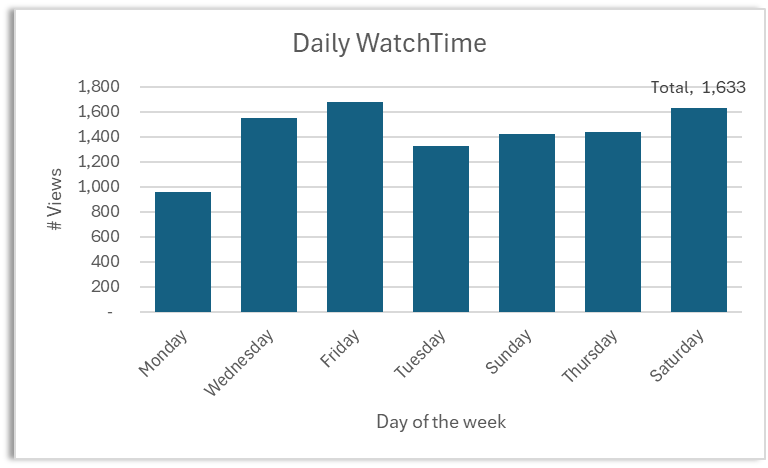 Daily WatchTime
Total, 1,633
1,800
1,600
1,400
1,200
1,000
800
600
400
200
-
# Views
Monday
Wednesday
Friday
Tuesday
Sunday
Thursday
Saturday
Day of the week